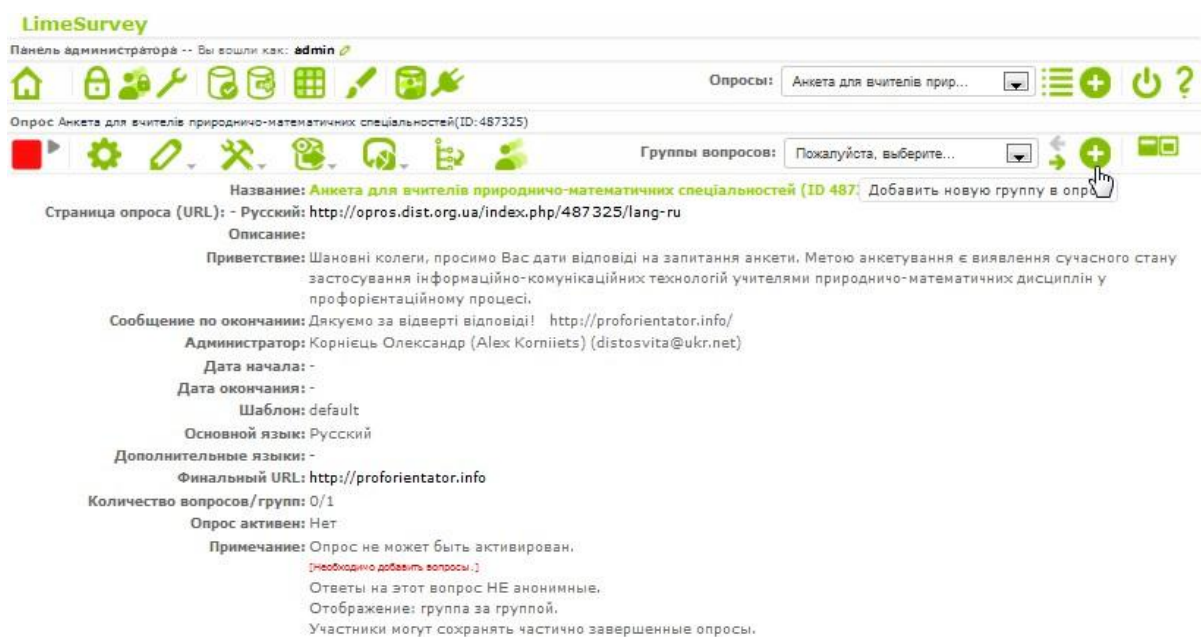 LimeSurvey
Панель администратора -- Вы вошли как: admin
Опросы: Анкета для вчителів прир...
Опрос Анкета для вчителів природничо-математичних спеціальностей(ID:487325)
Группы вопросов: Пожалуйста, выберите...
Название: Анкета для вчителів природничо-математичних спеціальностей (ID 487 Добавить новую группу в опр
Страница опроса (URL): - Русский: http://opros.dist.org.ua/index.php/487325/lang-ru
Описание:
Приветствие: Шановні колеги, просимо Вас дати відповіді на запитання анкети. Метою анкетування є виявлення сучасного стану
застосування інформаційно-комунікаційних технологій учителями природничо-математичних дисциплін у
профорієнтаційному процесі.
Сообщение по окончании: Дякуємо за відверті відповіді! http://proforientator.info/
Администратор: Корнієць Олександр (Alex Korniiets) (distosvita@ukr.net)
Дата начала: -
Дата окончания: -
Шаблон: default
Основной язык: Русский
Дополнительные языки: -
Финальный URL: http://proforientator.info
Количество вопросов/групп: 0/1
Опрос активен: Нет
Примечание: Опрос не может быть активирован.
[Необходимо добавить вопросы.]
Ответы на этот вопрос НЕ анонимные.
Отображение: группа за группой.
Участники могут сохранять частично завершенные опросы.